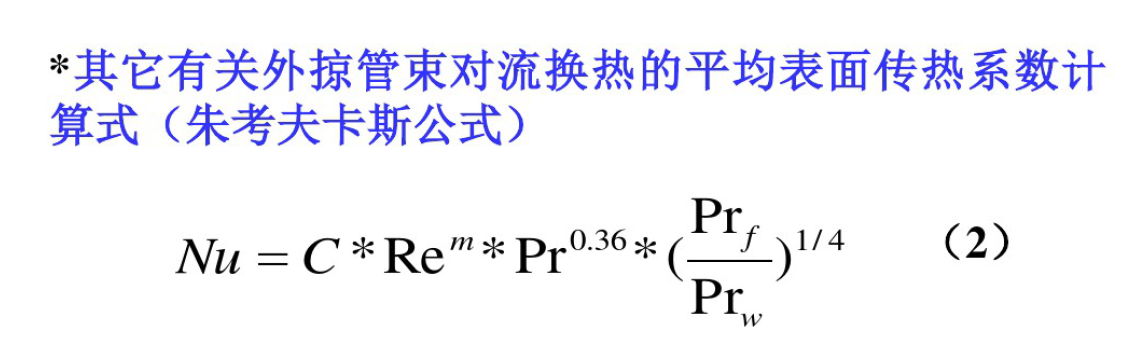 *其它有关外掠管束对流换热的平均表面传热系数计
算式（朱考夫卡斯公式）
Nu = C * Re^m * Pr^0.36 * (Pr_f / Pr_w)^1/4 （2）